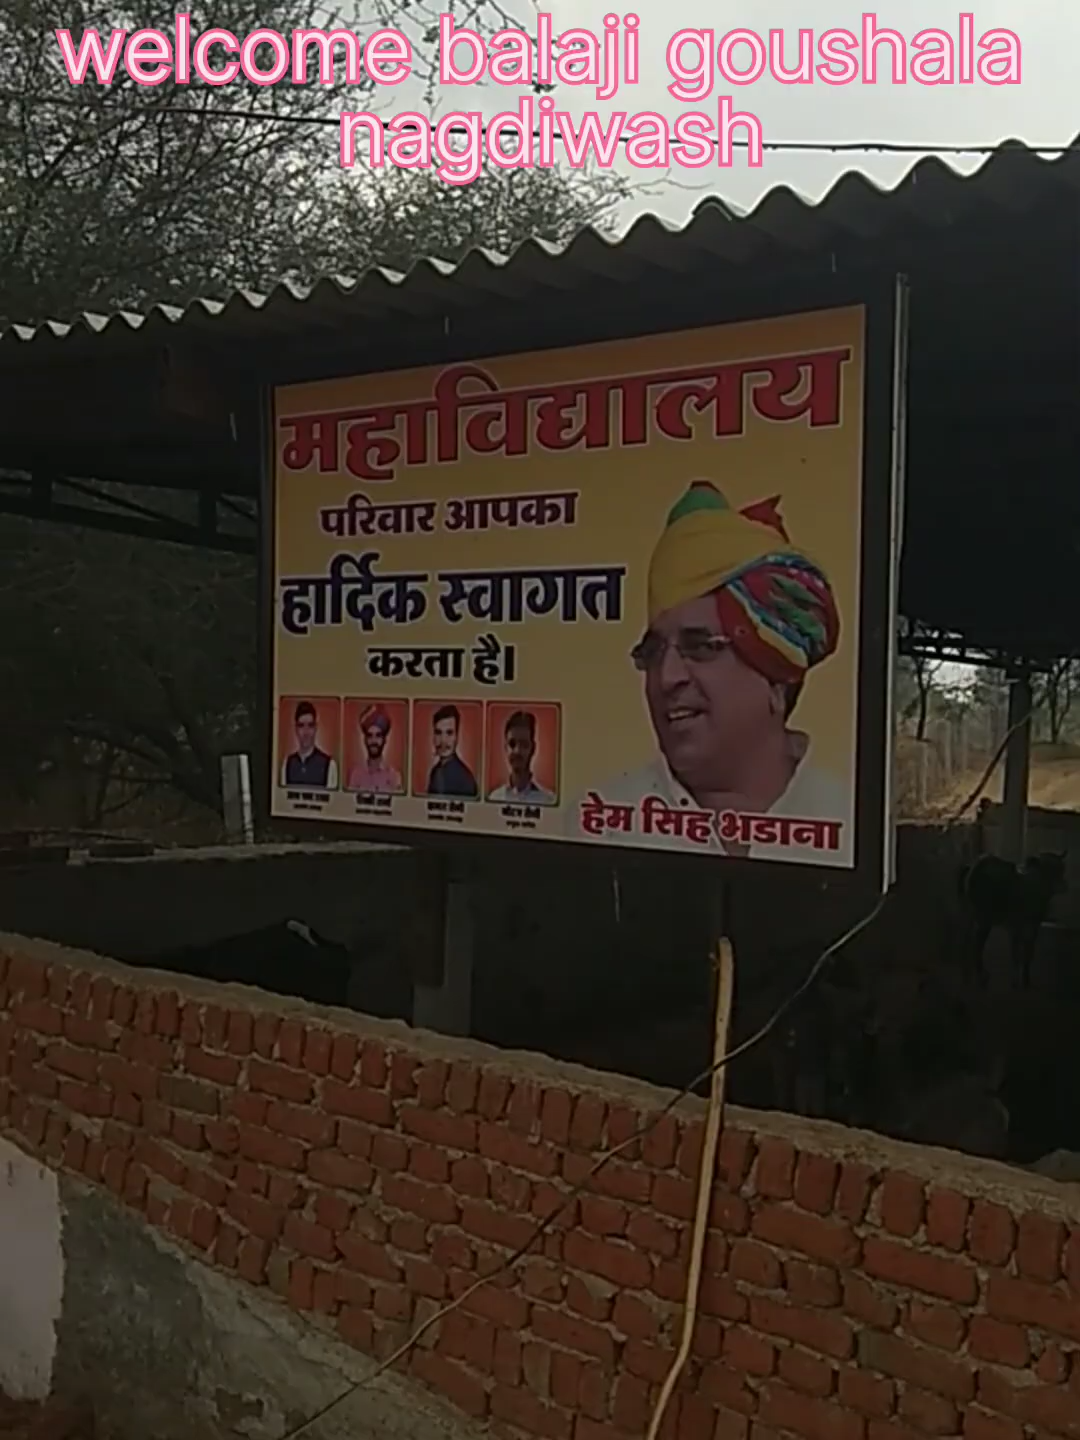 welcome balaji goushala
nagdiwash
महाविद्यालय
परिवार आपका
हार्दिक स्वागत
करता है।
हेम सिंह भडाना